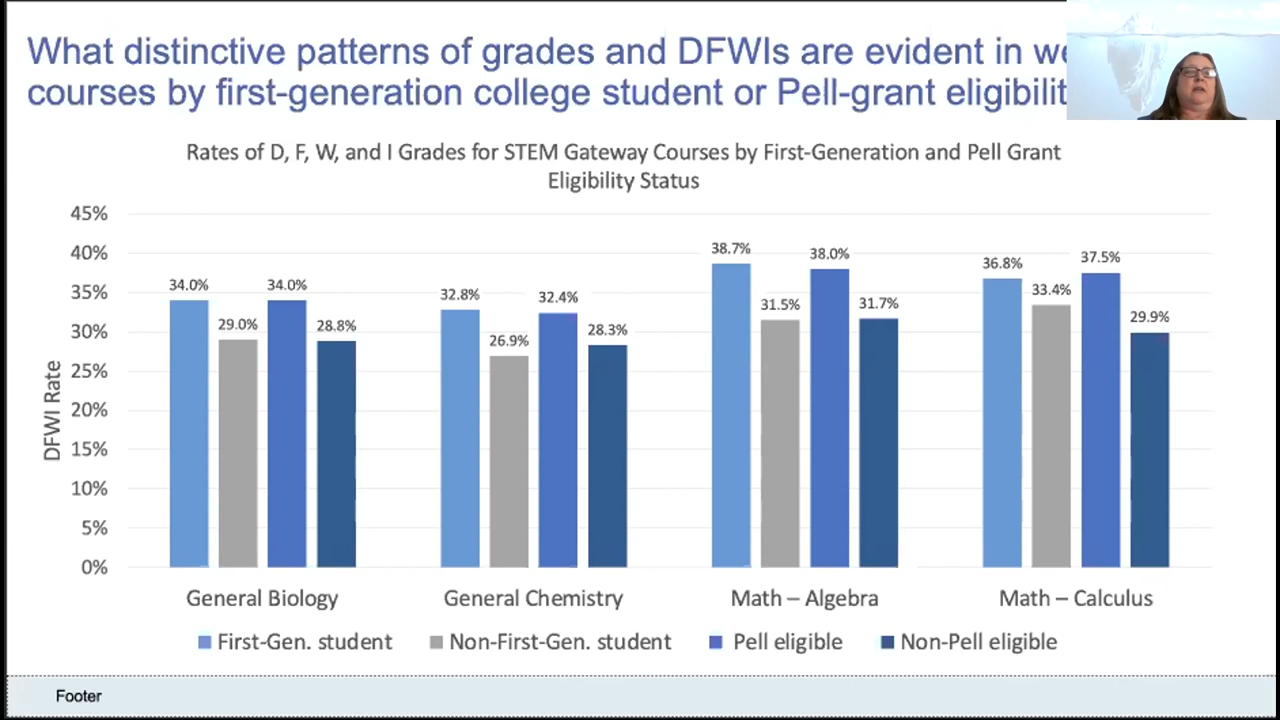 What distinctive patterns of grades and DFWIs are evident in
courses by first-generation college student or Pell-grant
Rates of D, F, W, and I Grades for STEM Gateway Courses by First-Generation and Pell Grant
Eligibility Status
DFWI Rate
45%
40%
35%
30%
25%
20%
15%
10%
5%
0%
34.0%
29.0%
34.0%
28.8%
32.8%
26.9%
32.4%
28.3%
38.7%
31.5%
38.0%
31.7%
36.8%
33.4%
37.5%
29.9%
General Biology
General Chemistry
Math – Algebra
Math – Calculus
First-Gen. student
Non-First-Gen. student
Pell eligible
Non-Pell eligible
Footer